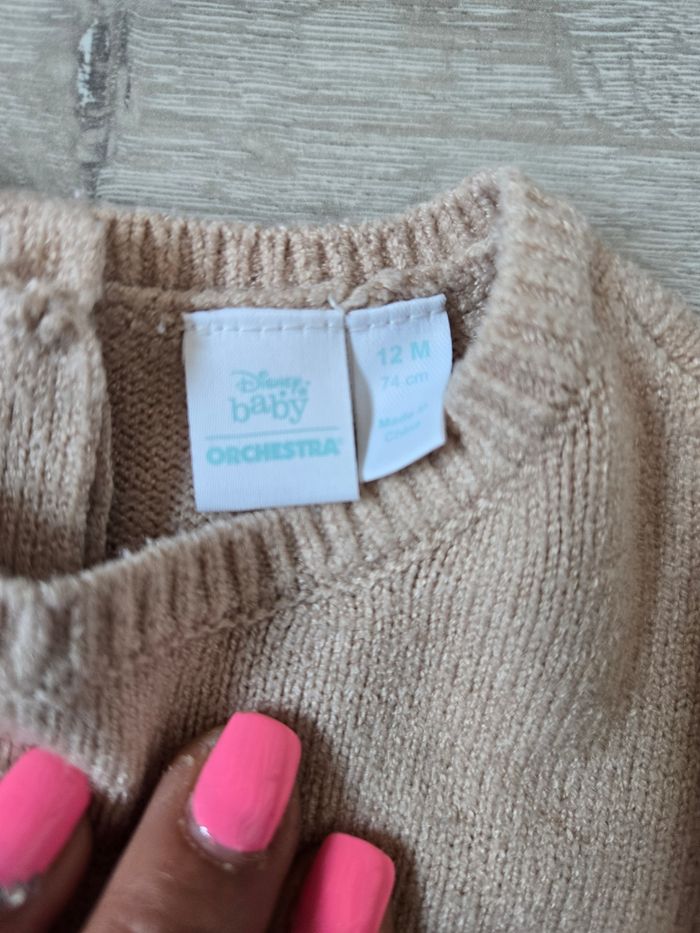 Disney
baby
ORCHESTRA®
12 M
74 cm
Made in
China